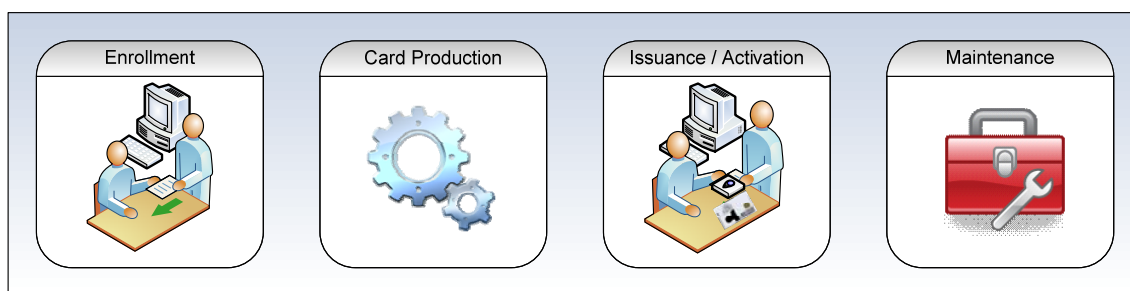 Enrollment
Card Production
Issuance / Activation
Maintenance